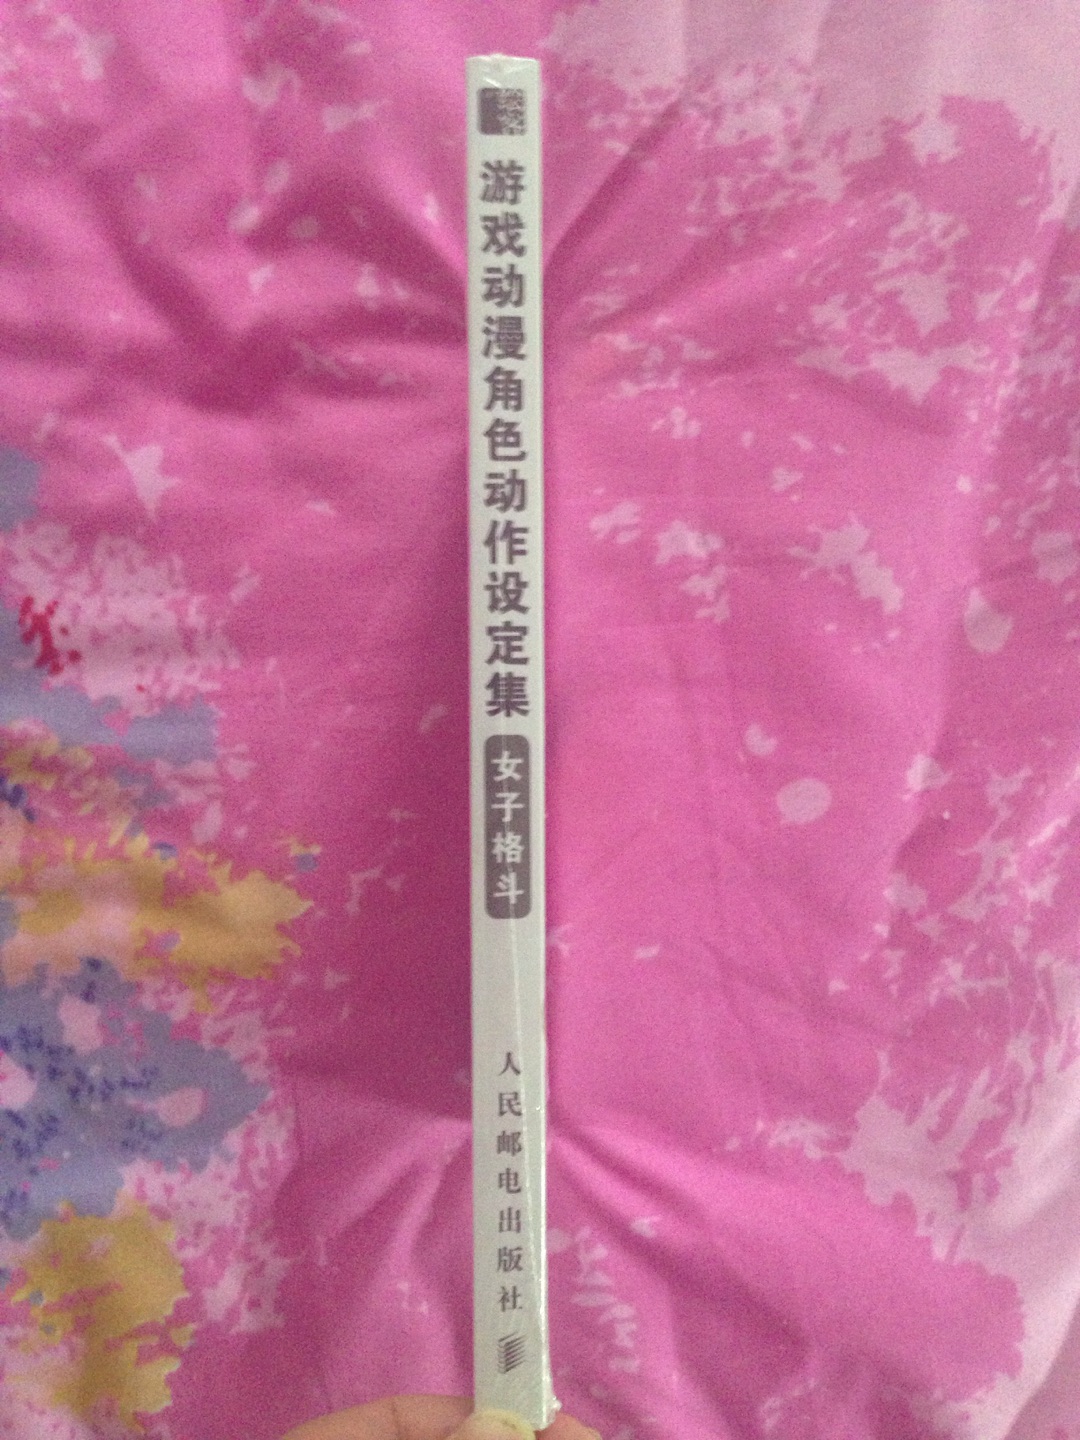 游戏动漫角色动作设定集
女子格斗
人民邮电出版社